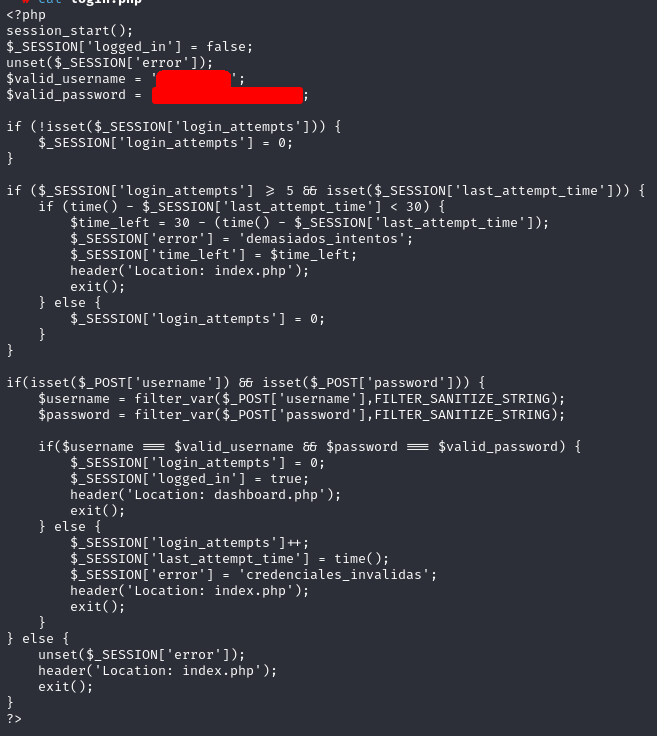 cat login.php
<?php
session_start();
$_SESSION['logged_in'] = false;
unset($_SESSION['error']);
$valid_username = '';
$valid_password = ;

if (!isset($_SESSION['login_attempts'])) {
    $_SESSION['login_attempts'] = 0;
}

if ($_SESSION['login_attempts'] >= 5 && isset($_SESSION['last_attempt_time'])) {
    if (time() - $_SESSION['last_attempt_time'] < 30) {
        $time_left = 30 - (time() - $_SESSION['last_attempt_time']);
        $_SESSION['error'] = 'demasiados_intentos';
        $_SESSION['time_left'] = $time_left;
        header('Location: index.php');
        exit();
    } else {
        $_SESSION['login_attempts'] = 0;
    }
}

if(isset($_POST['username']) && isset($_POST['password'])) {
    $username = filter_var($_POST['username'],FILTER_SANITIZE_STRING);
    $password = filter_var($_POST['password'],FILTER_SANITIZE_STRING);

    if($username === $valid_username && $password === $valid_password) {
        $_SESSION['login_attempts'] = 0;
        $_SESSION['logged_in'] = true;
        header('Location: dashboard.php');
        exit();
    } else {
        $_SESSION['login_attempts']++;
        $_SESSION['last_attempt_time'] = time();
        $_SESSION['error'] = 'credenciales_invalidas';
        header('Location: index.php');
        exit();
    }
} else {
    unset($_SESSION['error']);
    header('Location: index.php');
    exit();
}
?>